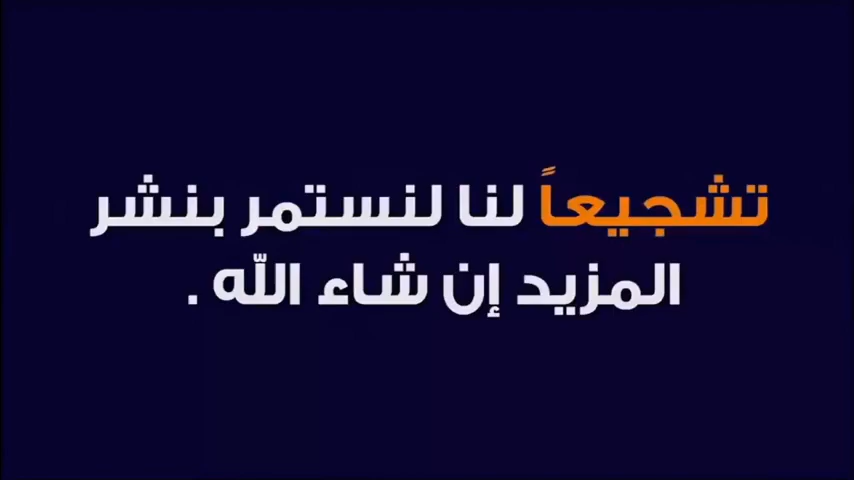 تشجيعاً لنا لنستمر بنشر
المزيد إن شاء الله .